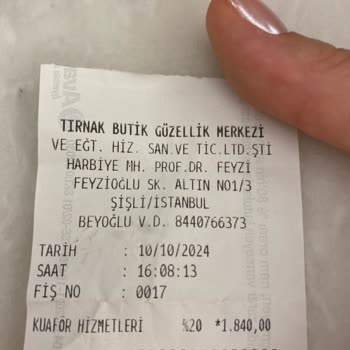 TIRNAK BUTİK GÜZELLİK MERKEZİ
VE EĞT. HİZ. SAN.VE TİC.LTD.ŞTİ
HARBİYE MH. PROF.DR. FEYZİ
FEYZİOĞLU SK. ALTIN NO1/3
ŞİŞLİ/İSTANBUL
BEYOĞLU V.D. 8440766373
TARİH : 10/10/2024
SAAT : 16:08:13
FİŞ NO : 0017
KUAFÖR HİZMETLERİ %20 *1.840,00